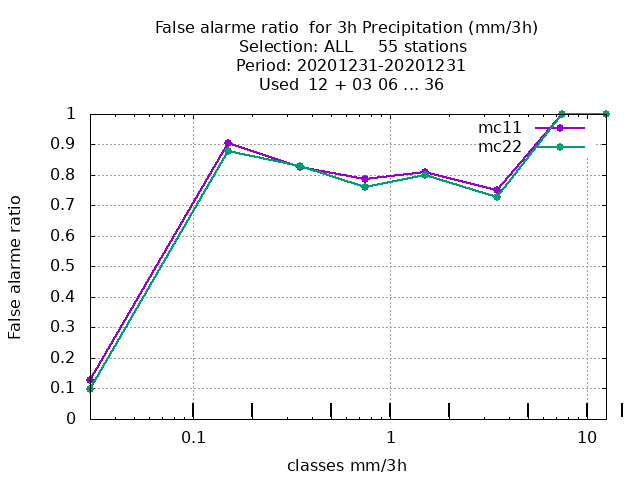 False alarme ratio  for 3h Precipitation (mm/3h)
Selection: ALL     55 stations
Period: 20201231-20201231
Used  12 + 03 06 ... 36
mc11
mc22
1
0.9
0.8
0.7
0.6
0.5
0.4
0.3
0.2
0.1
0
False alarme ratio
0.1
1
10
classes mm/3h